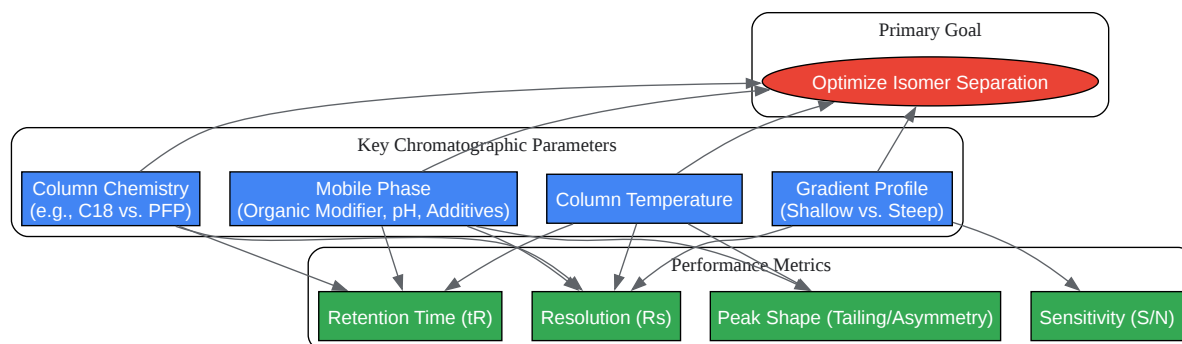 Primary Goal
Optimize Isomer Separation
Key Chromatographic Parameters
Column Chemistry
(e.g., C18 vs. PFP)
Mobile Phase
(Organic Modifier, pH, Additives)
Column Temperature
Gradient Profile
(Shallow vs. Steep)
Performance Metrics
Retention Time (tR)
Resolution (Rs)
Peak Shape (Tailing/Asymmetry)
Sensitivity (S/N)